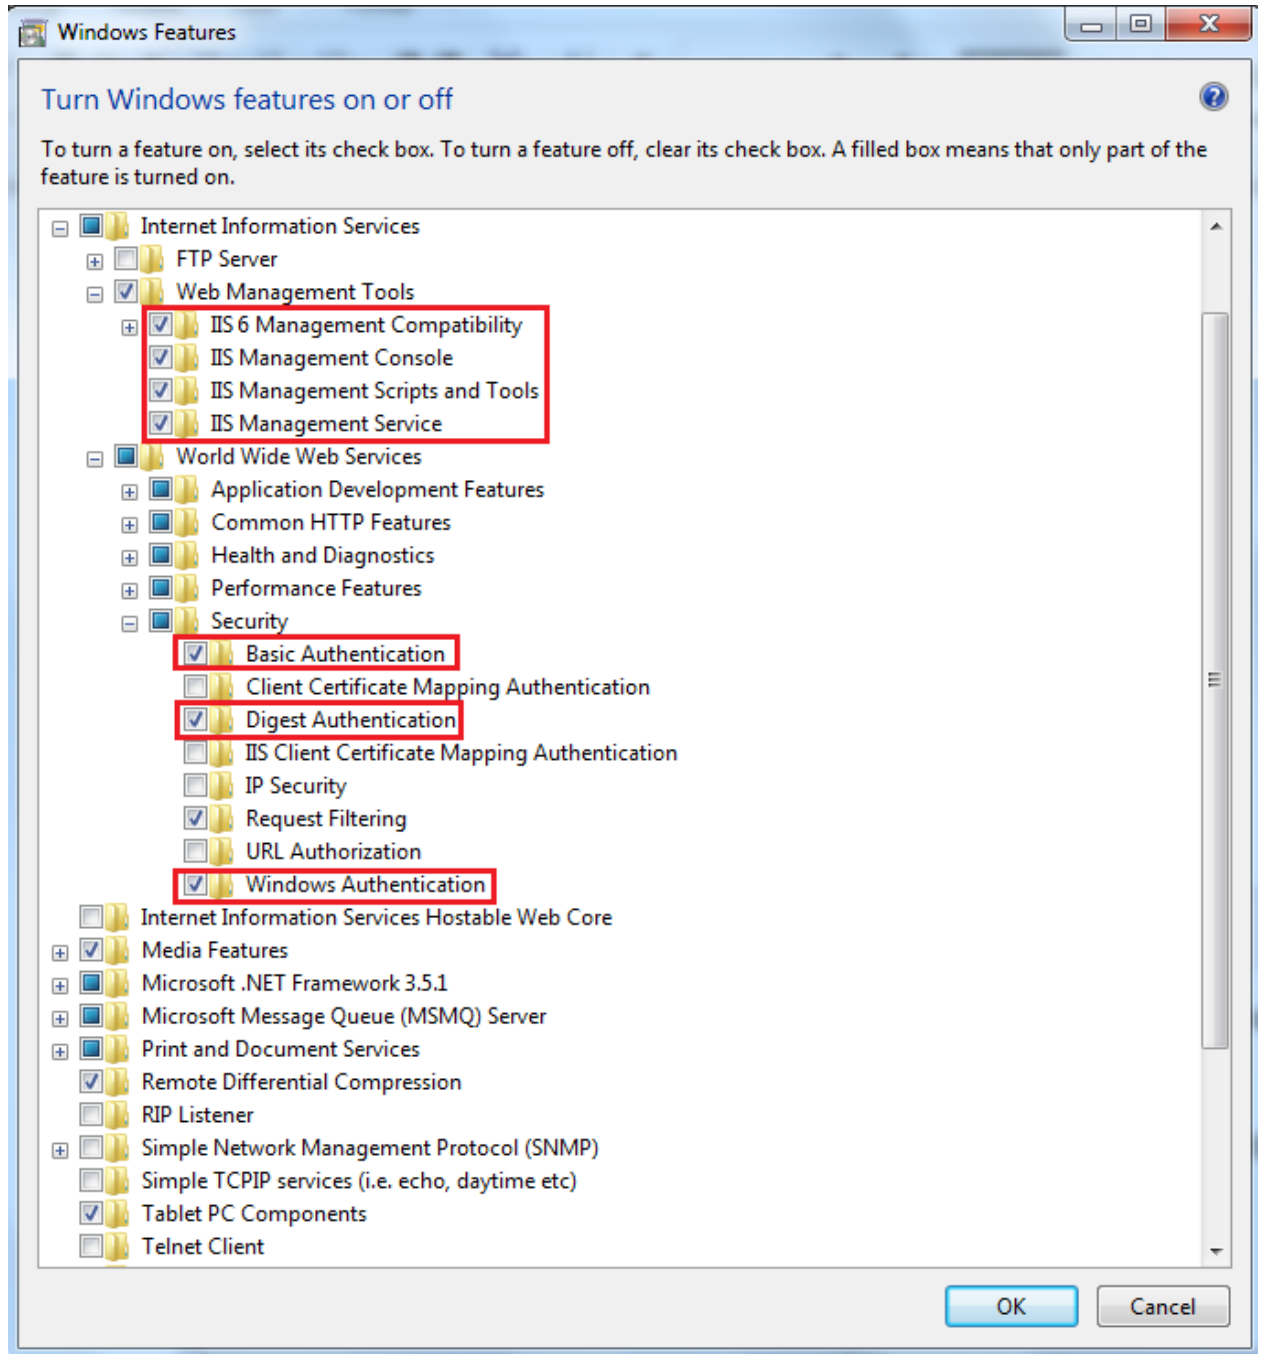 Windows Features
Turn Windows features on or off
To turn a feature on, select its check box. To turn a feature off, clear its check box. A filled box means that only part of the
feature is turned on.
Internet Information Services
FTP Server
Web Management Tools
IIS 6 Management Compatibility
IIS Management Console
IIS Management Scripts and Tools
IIS Management Service
World Wide Web Services
Application Development Features
Common HTTP Features
Health and Diagnostics
Performance Features
Security
Basic Authentication
Client Certificate Mapping Authentication
Digest Authentication
IIS Client Certificate Mapping Authentication
IP Security
Request Filtering
URL Authorization
Windows Authentication
Internet Information Services Hostable Web Core
Media Features
Microsoft .NET Framework 3.5.1
Microsoft Message Queue (MSMQ) Server
Print and Document Services
Remote Differential Compression
RIP Listener
Simple Network Management Protocol (SNMP)
Simple TCPIP services (i.e. echo, daytime etc)
Tablet PC Components
Telnet Client
OK
Cancel